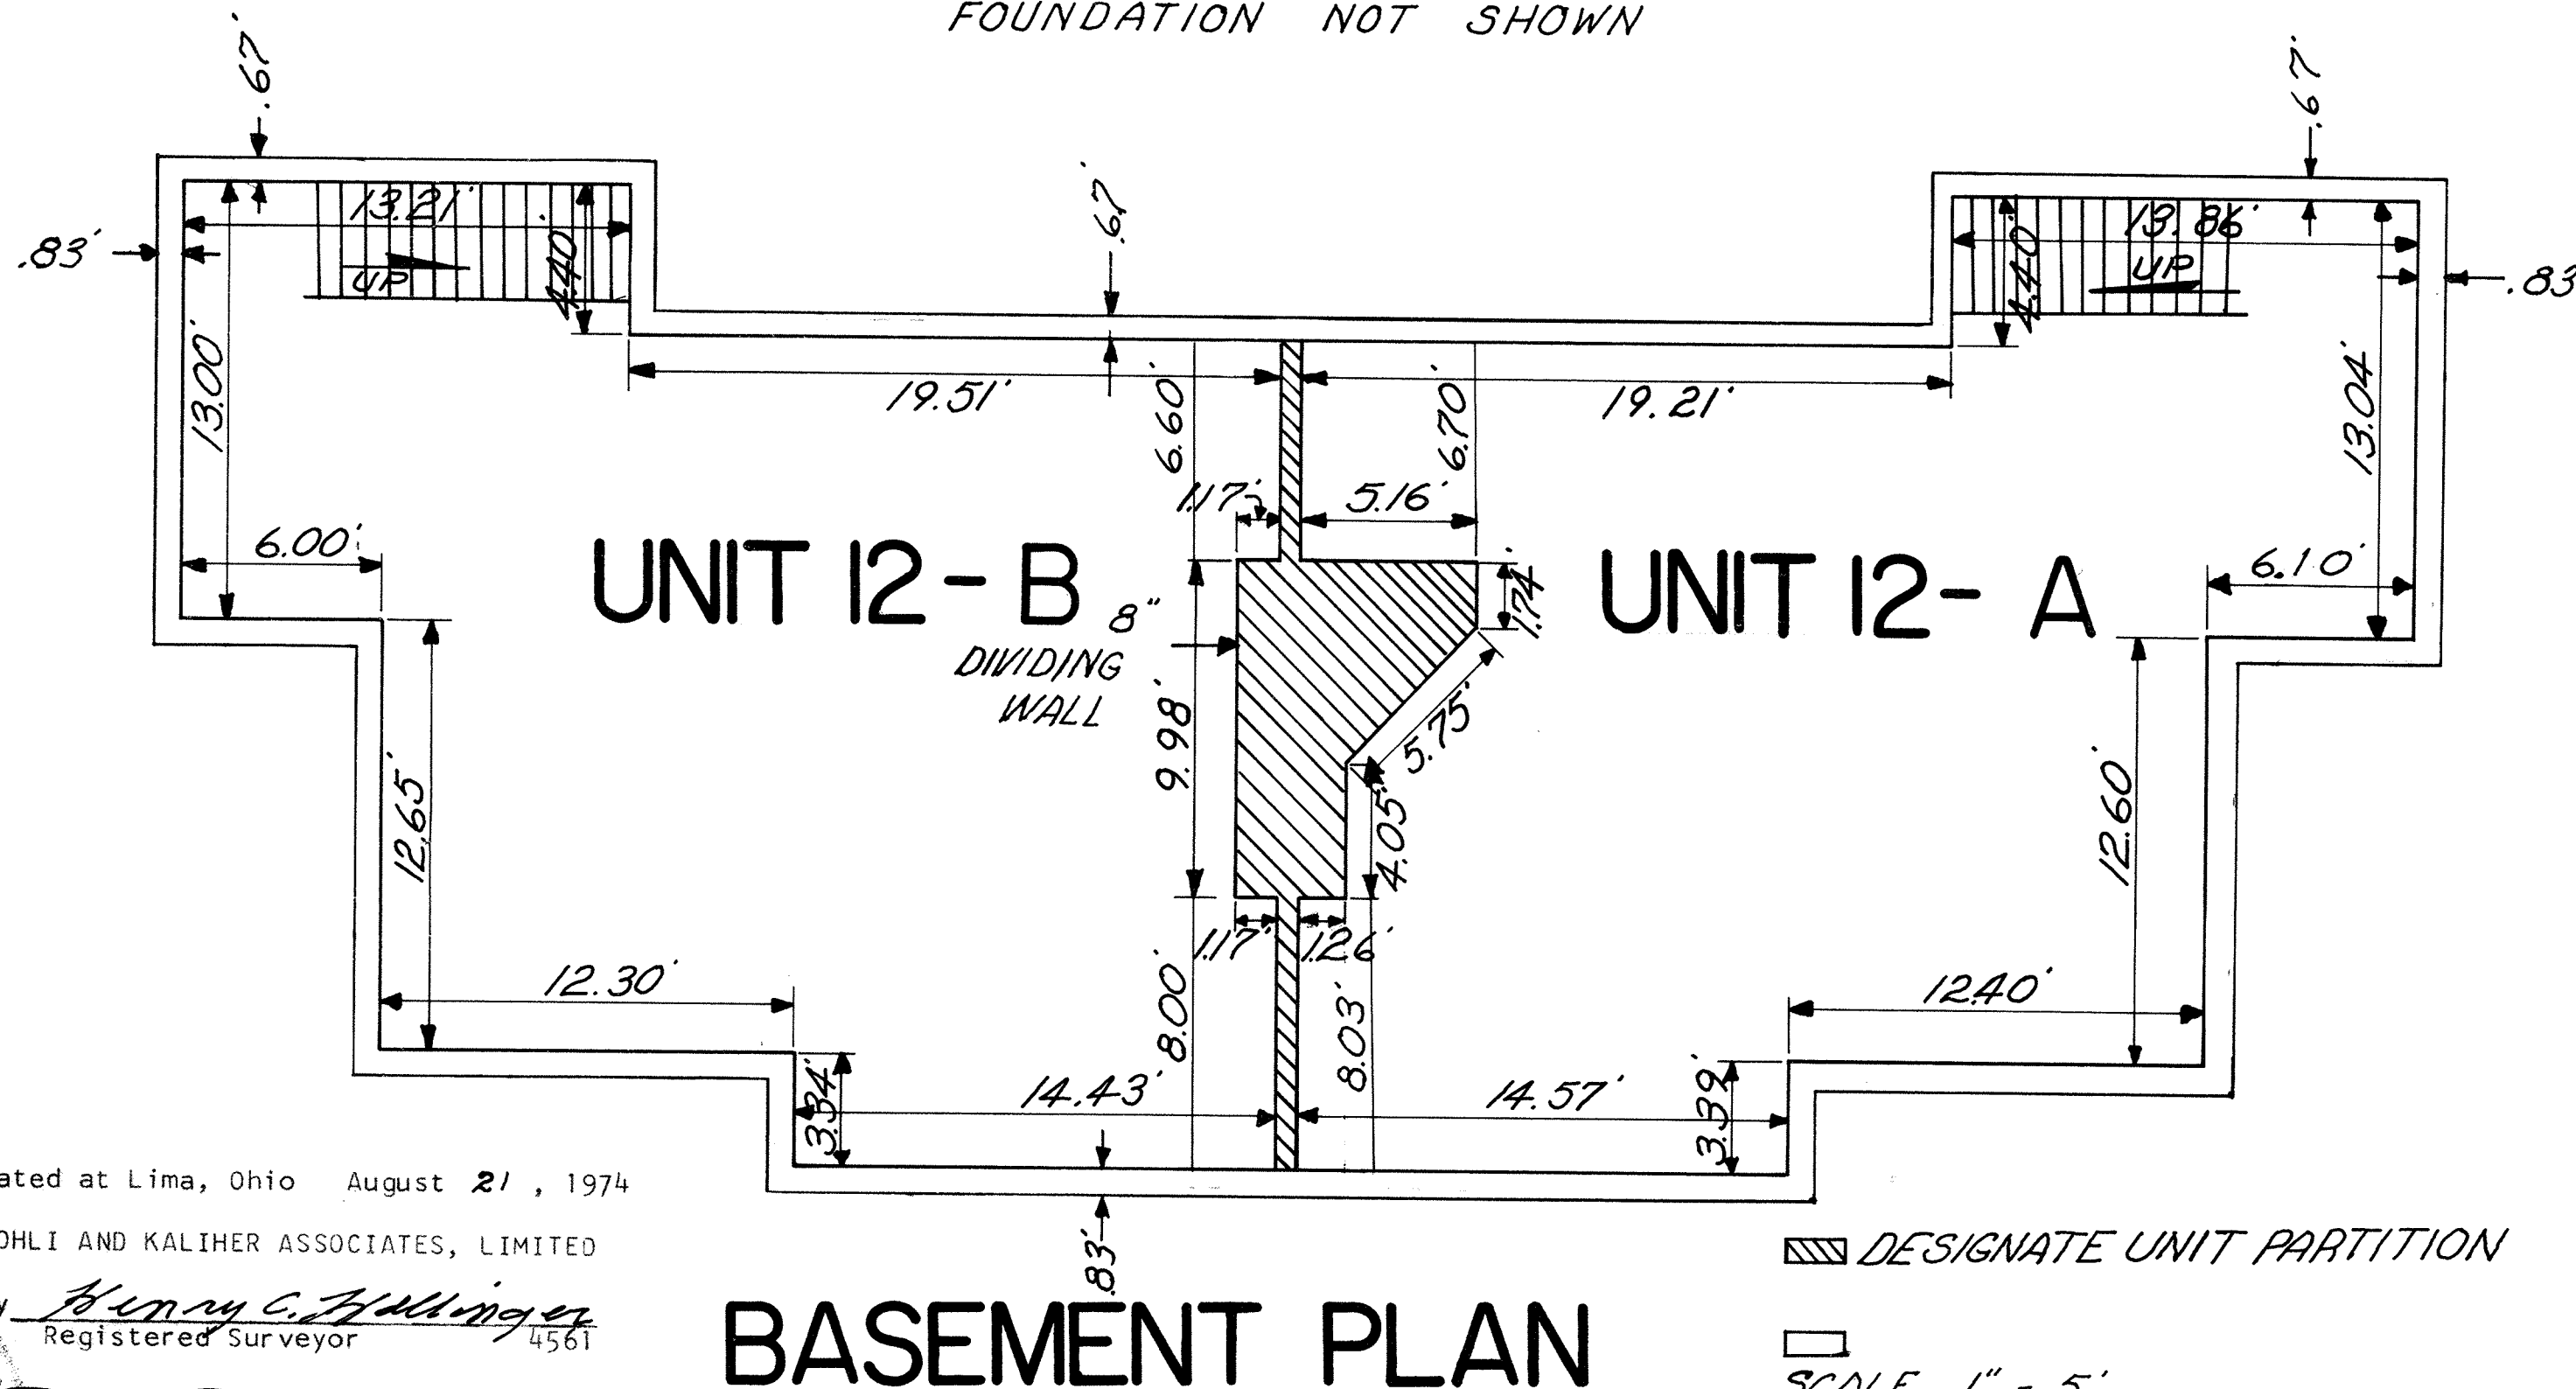 FOUNDATION NOT SHOWN
.67'
.67'
.67'
13.21'
13.86'
.83'
.83
4.40'
4.40'
UP
UP
13.00'
19.51'
6.60'
6.70'
19.21'
13.04'
1.17'
5.16'
6.00'
6.10'
UNIT 12-B
UNIT 12-A
1.74'
8"
DIVIDING
WALL
9.98'
5.75'
12.65'
4.05'
12.60'
1.17'
1.26'
12.30'
12.40'
8.00'
8.03'
3.34'
14.43'
14.57'
3.39'
ated at Lima, Ohio August 21, 1974
OHLI AND KALIHER ASSOCIATES, LIMITED
.83'
DESIGNATE UNIT PARTITION
y Henry C. Hollinger
Registered Surveyor 4561
BASEMENT PLAN
SCALE 1" = 5'